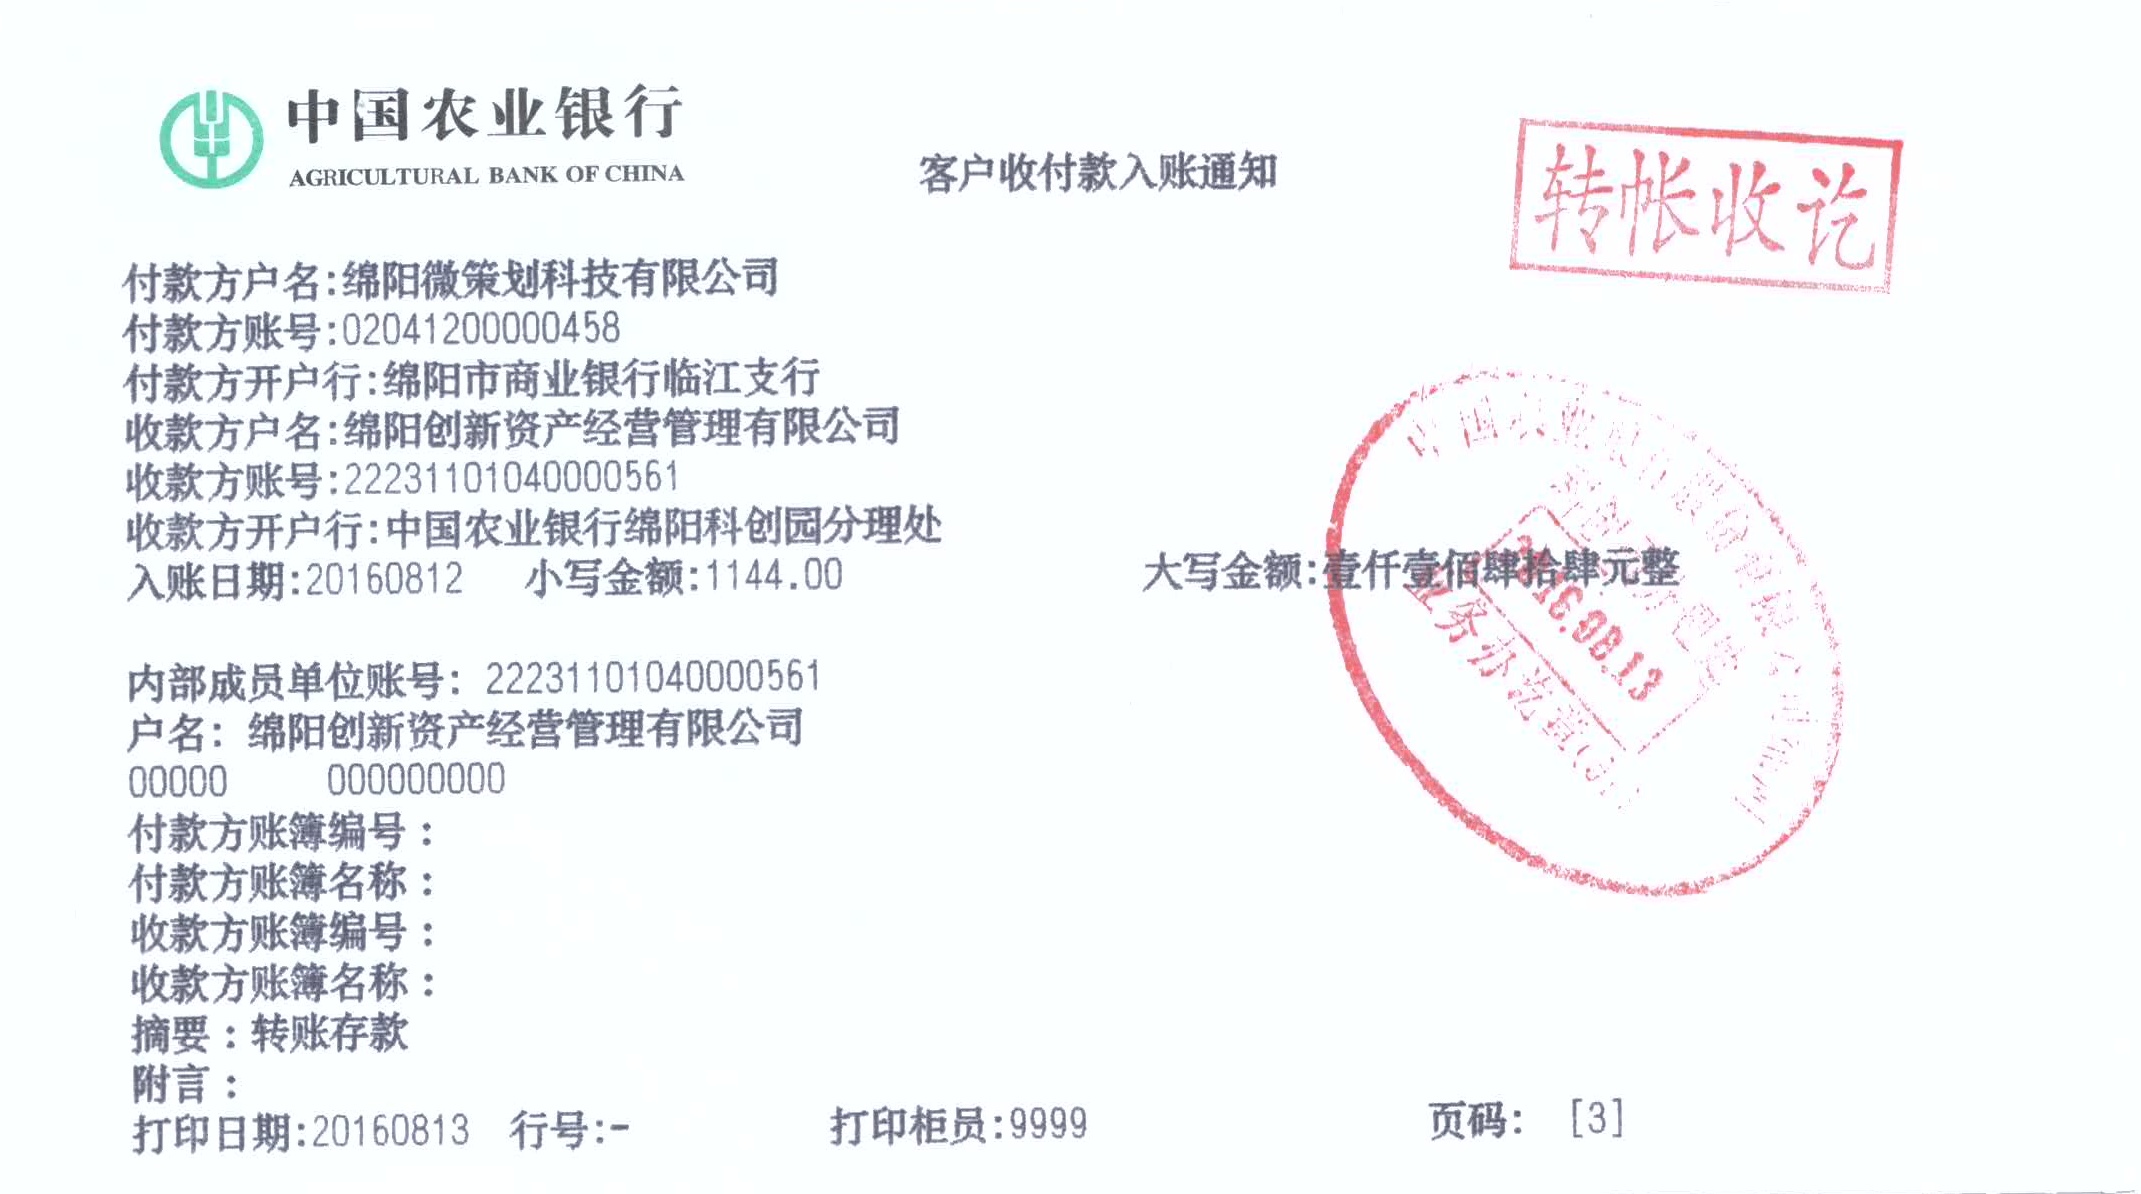 中国农业银行
AGRICULTURAL BANK OF CHINA
客户收付款入账通知
转帐收讫
付款方户名:绵阳微策划科技有限公司
付款方账号:02041200000458
付款方开户行:绵阳市商业银行临江支行
收款方户名:绵阳创新资产经营管理有限公司
收款方账号:22231101040000561
收款方开户行:中国农业银行绵阳科创园分理处
入账日期:20160812 小写金额:1144.00 大写金额:壹仟壹佰肆拾肆元整
中国农业银行股份有限公司绵阳
2016.08.13
业务办讫章
内部成员单位账号: 22231101040000561
户名: 绵阳创新资产经营管理有限公司
00000 000000000
付款方账簿编号:
付款方账簿名称:
收款方账簿编号:
收款方账簿名称:
摘要:转账存款
附言:
打印日期:20160813 行号:- 打印柜员:9999 页码: [3]